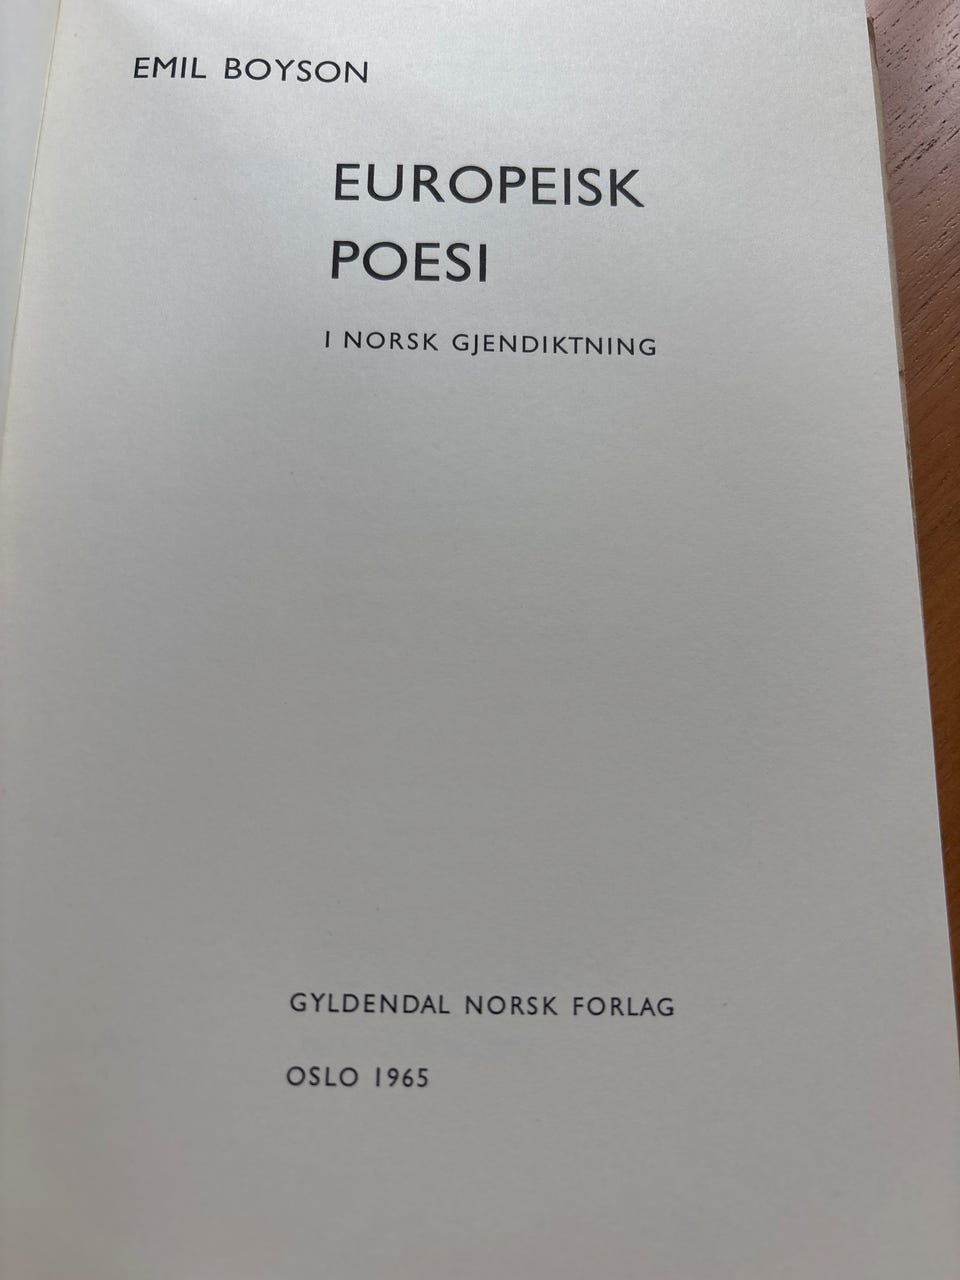 EMIL BOYSON
EUROPEISK
POESI
I NORSK GJENDIKTNING
GYLDENDAL NORSK FORLAG
OSLO 1965